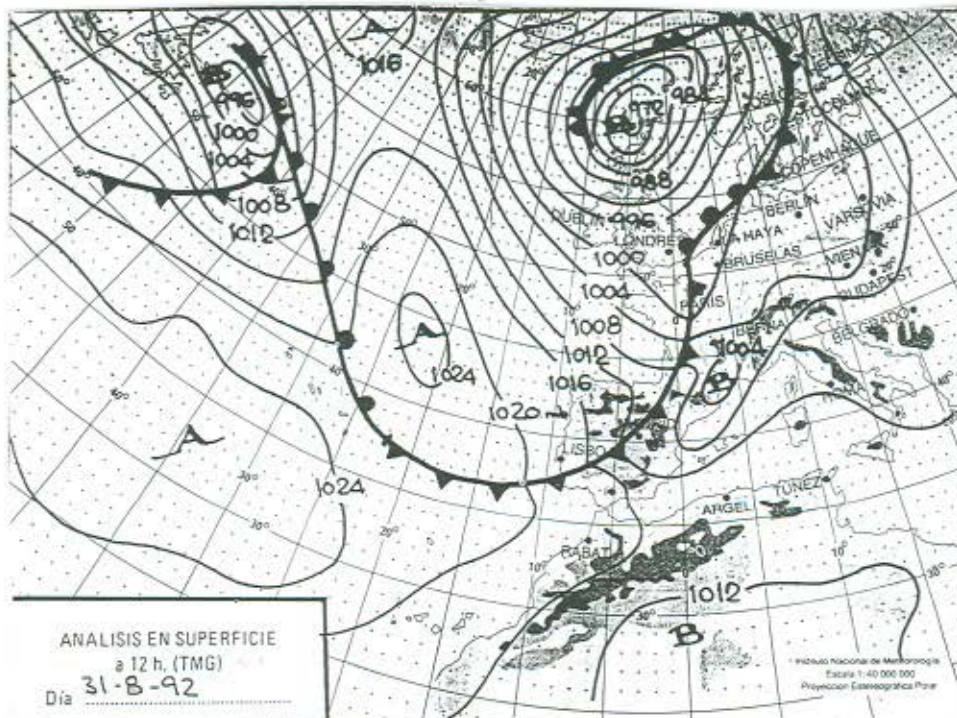 A
1016
B
996
1000
1004
1008
1012
B
972
984
988
996
1000
1004
1008
1012
1016
1020
A
1024
A
1024
OSLO
COPENHAGUE
BERLIN
VARSOVIA
DUBLIN
LONDRES
LA HAYA
BRUSELAS
PARIS
VIENA
BUDAPEST
BERNA
BELGRADO
1004
B
ROMA
LISBOA
ARGEL
TUNEZ
RABAT
1012
B
ANALISIS EN SUPERFICIE
a 12 h. (TMG)
Día 31-8-92
Instituto Nacional de Meteorología
Escala 1:40 000 000
Proyección Estereográfica Polar